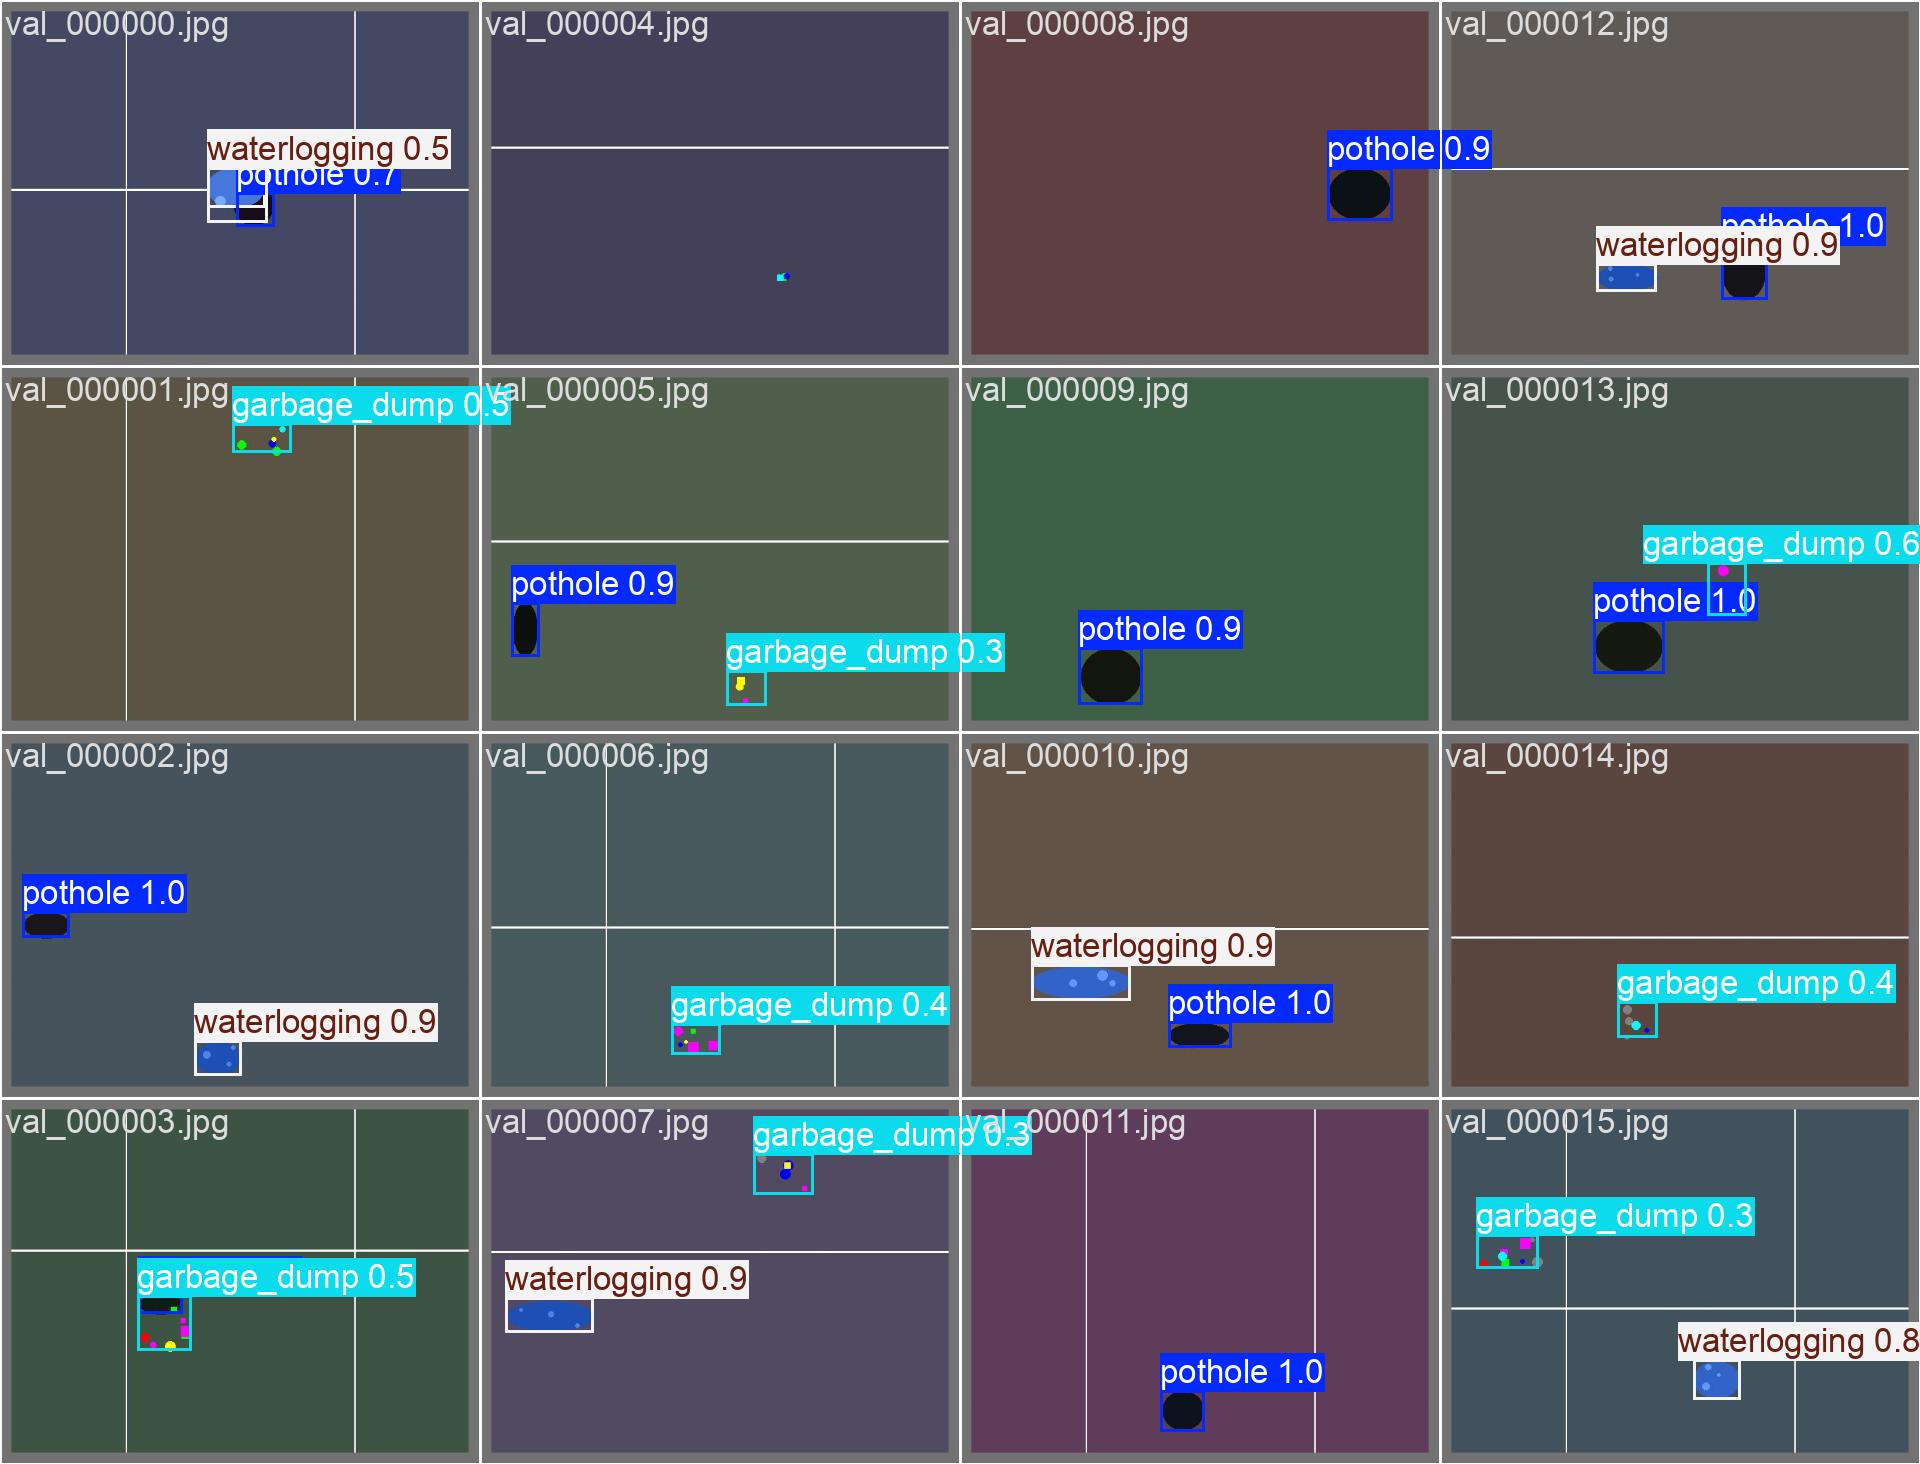 val_000000.jpg
waterlogging 0.5
pothole 0.7
val_000004.jpg
val_000008.jpg
pothole 0.9
val_000012.jpg
pothole 1.0
waterlogging 0.9
val_000001.jpg
garbage_dump 0.5
val_000005.jpg
pothole 0.9
garbage_dump 0.3
val_000009.jpg
pothole 0.9
val_000013.jpg
garbage_dump 0.6
pothole 1.0
val_000002.jpg
pothole 1.0
waterlogging 0.9
val_000006.jpg
garbage_dump 0.4
val_000010.jpg
waterlogging 0.9
pothole 1.0
val_000014.jpg
garbage_dump 0.4
val_000003.jpg
garbage_dump 0.5
val_000007.jpg
garbage_dump 0.3
waterlogging 0.9
val_000011.jpg
pothole 1.0
val_000015.jpg
garbage_dump 0.3
waterlogging 0.8